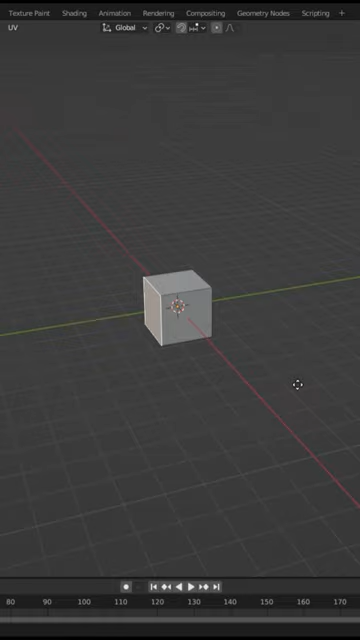 Texture Paint Shading Animation Rendering Compositing Geometry Nodes Scripting +
UV Global
80 90 100 110 120 130 140 150 160 170